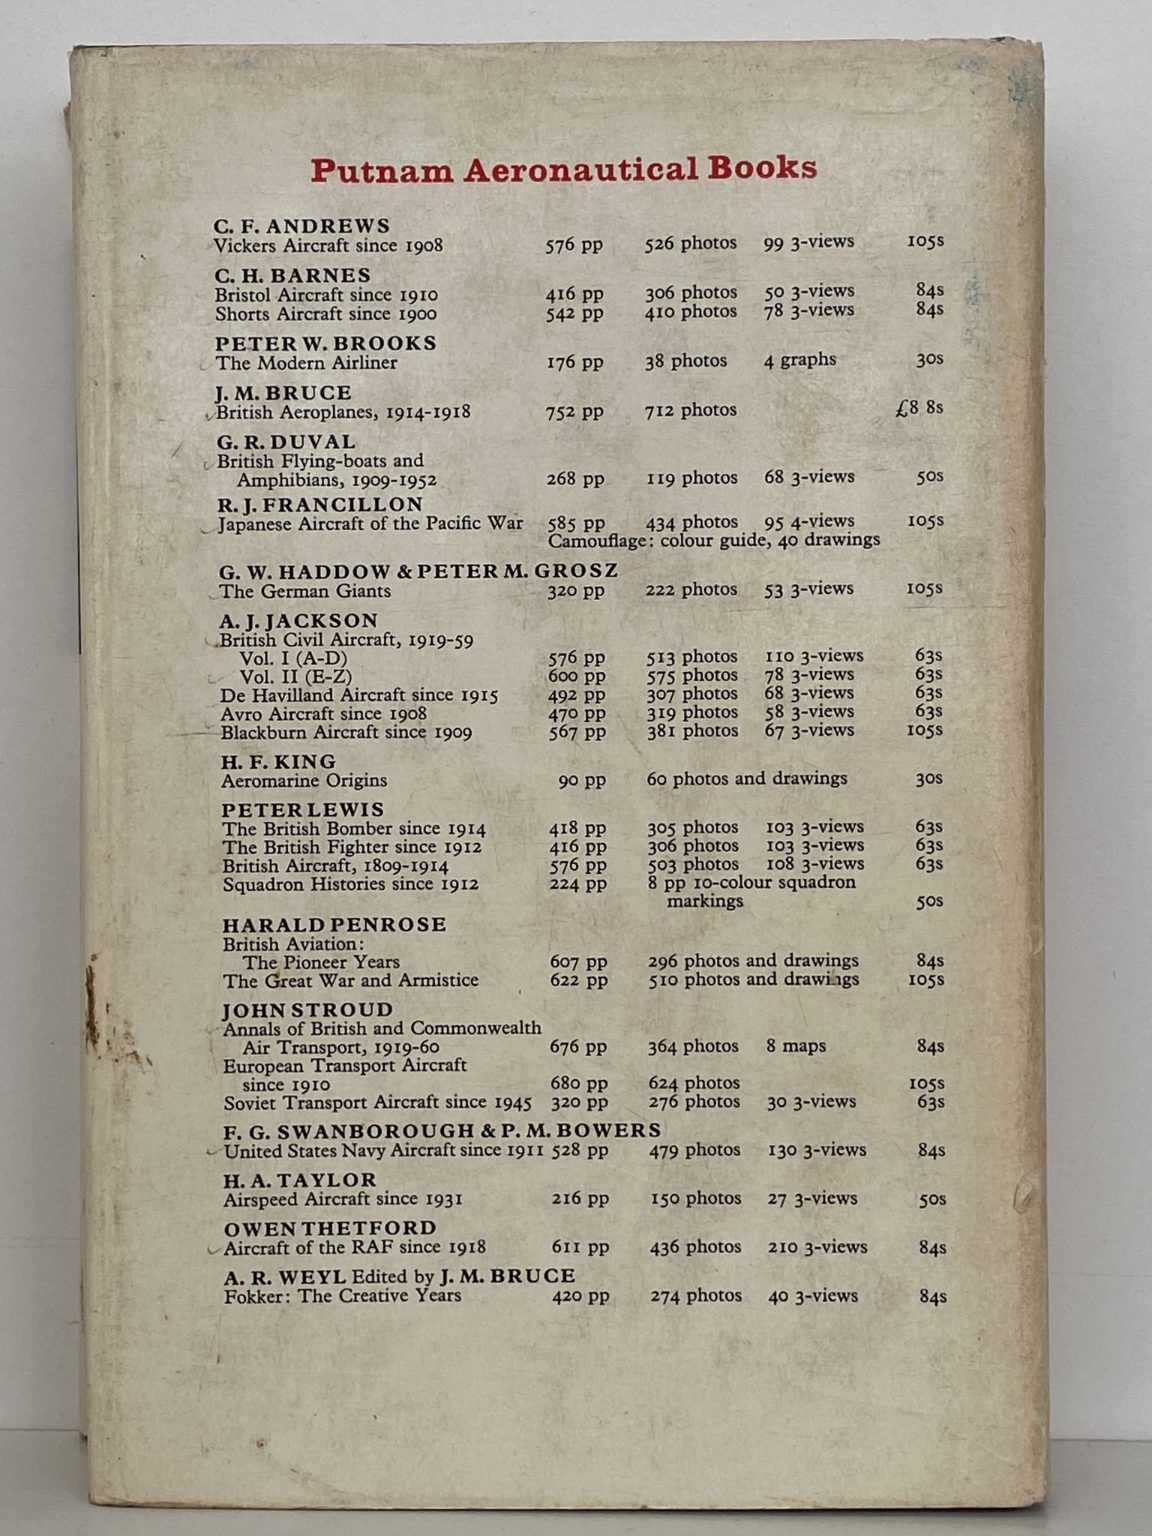 Putnam Aeronautical Books
C. F. ANDREWS
Vickers Aircraft since 1908 576 pp 526 photos 99 3-views 105s
C. H. BARNES
Bristol Aircraft since 1910 416 pp 306 photos 50 3-views 84s
Shorts Aircraft since 1900 542 pp 410 photos 78 3-views 84s
PETER W. BROOKS
The Modern Airliner 176 pp 38 photos 4 graphs 30s
J. M. BRUCE
British Aeroplanes, 1914-1918 752 pp 712 photos £8 8s
G. R. DUVAL
British Flying-boats and
Amphibians, 1909-1952 268 pp 119 photos 68 3-views 50s
R. J. FRANCILLON
Japanese Aircraft of the Pacific War 585 pp 434 photos 95 4-views 105s
Camouflage: colour guide, 40 drawings
G. W. HADDOW & PETER M. GROSZ
The German Giants 320 pp 222 photos 53 3-views 105s
A. J. JACKSON
British Civil Aircraft, 1919-59
Vol. I (A-D) 576 pp 513 photos 110 3-views 63s
Vol. II (E-Z) 600 pp 575 photos 78 3-views 63s
De Havilland Aircraft since 1915 492 pp 307 photos 68 3-views 63s
Avro Aircraft since 1908 470 pp 319 photos 58 3-views 63s
Blackburn Aircraft since 1909 567 pp 381 photos 67 3-views 105s
H. F. KING
Aeromarine Origins 90 pp 60 photos and drawings 30s
PETER LEWIS
The British Bomber since 1914 418 pp 305 photos 103 3-views 63s
The British Fighter since 1912 416 pp 306 photos 103 3-views 63s
British Aircraft, 1809-1914 576 pp 503 photos 108 3-views 63s
Squadron Histories since 1912 224 pp 8 pp 10-colour squadron
markings 50s
HARALD PENROSE
British Aviation:
The Pioneer Years 607 pp 296 photos and drawings 84s
The Great War and Armistice 622 pp 510 photos and drawings 105s
JOHN STROUD
Annals of British and Commonwealth
Air Transport, 1919-60 676 pp 364 photos 8 maps 84s
European Transport Aircraft
since 1910 680 pp 624 photos 105s
Soviet Transport Aircraft since 1945 320 pp 276 photos 30 3-views 63s
F. G. SWANBOROUGH & P. M. BOWERS
United States Navy Aircraft since 1911 528 pp 479 photos 130 3-views 84s
H. A. TAYLOR
Airspeed Aircraft since 1931 216 pp 150 photos 27 3-views 50s
OWEN THETFORD
Aircraft of the RAF since 1918 611 pp 436 photos 210 3-views 84s
A. R. WEYL Edited by J. M. BRUCE
Fokker: The Creative Years 420 pp 274 photos 40 3-views 84s